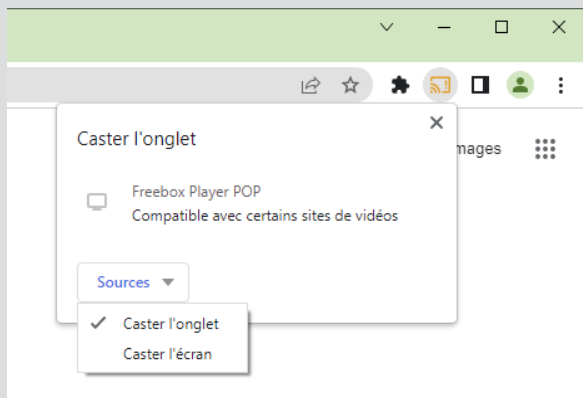 Caster l'onglet
mages
Freebox Player POP
Compatible avec certains sites de vidéos
Sources
Caster l'onglet
Caster l'écran